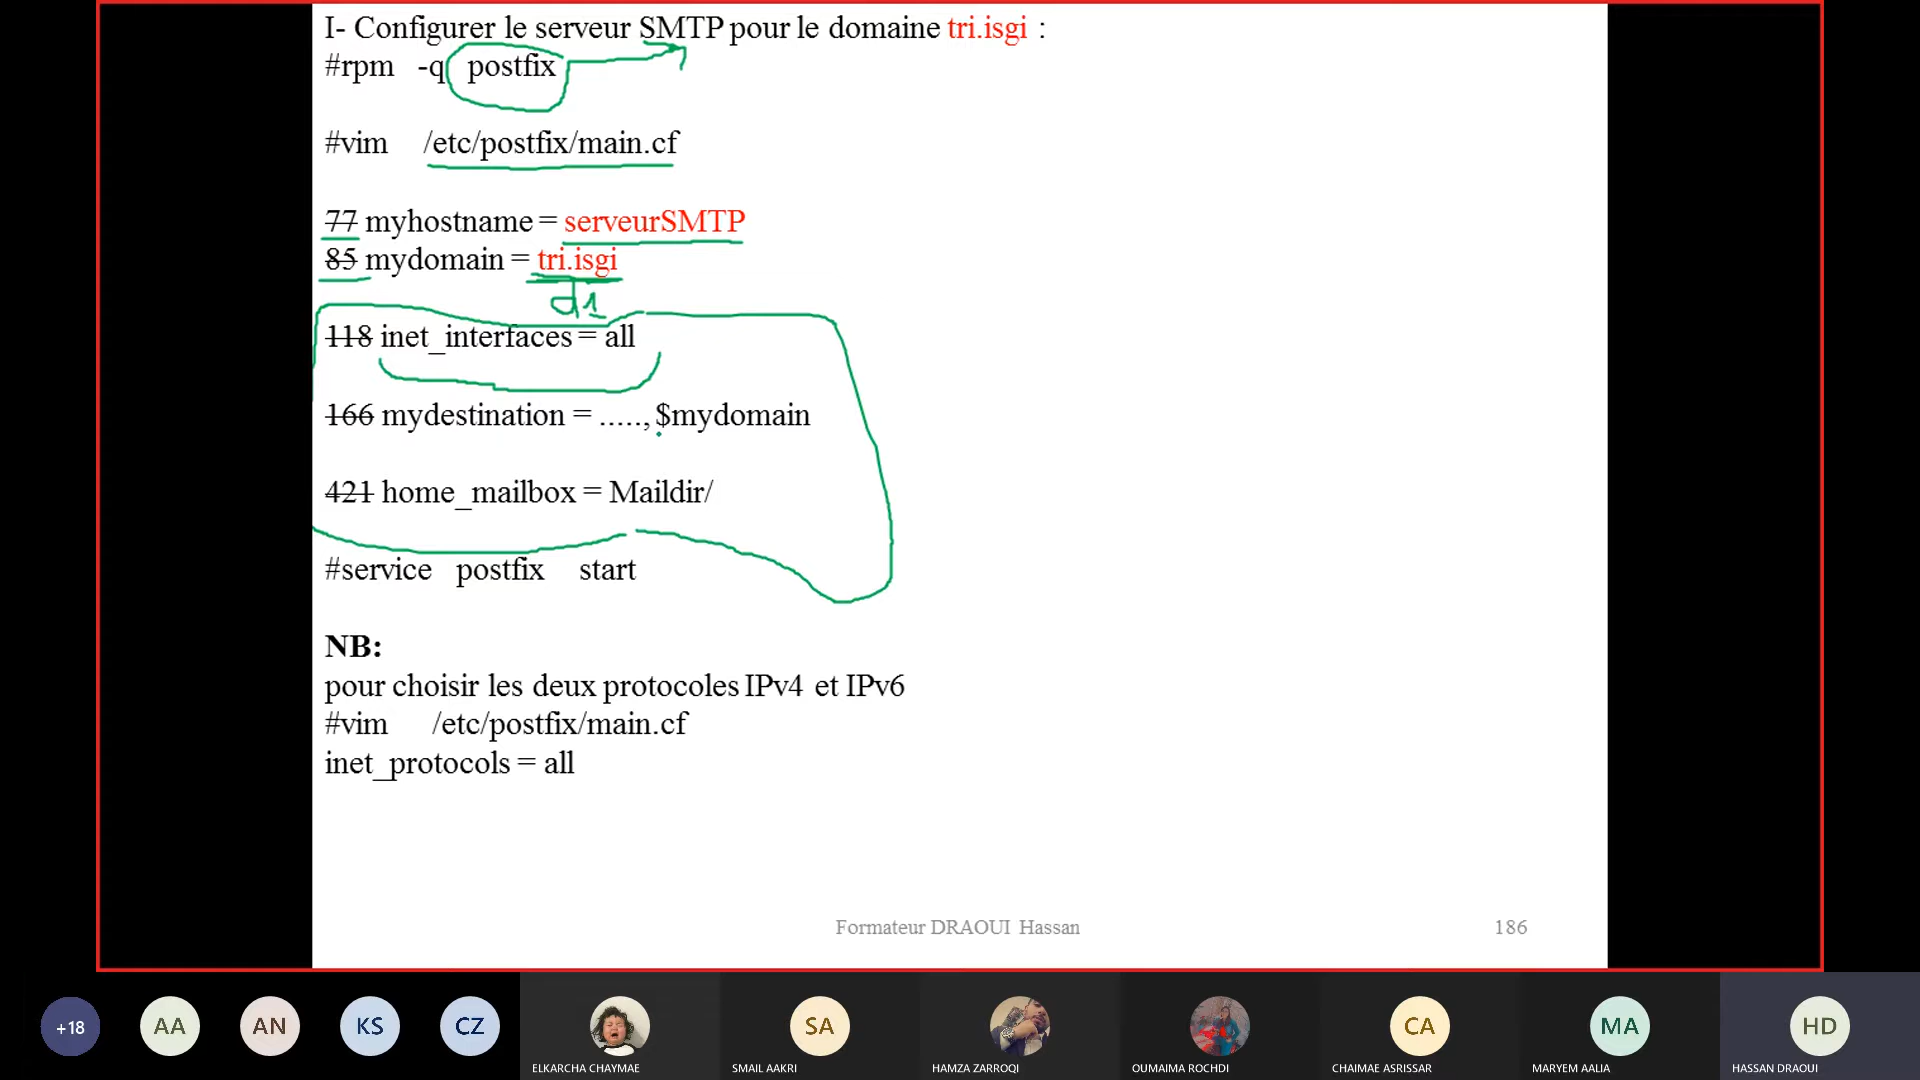 I- Configurer le serveur SMTP pour le domaine tri.isgi :
#rpm -q postfix
#vim /etc/postfix/main.cf
77 myhostname = serveurSMTP
85 mydomain = tri.isgi
d1
118 inet_interfaces = all
166 mydestination = ....., $mydomain
421 home_mailbox = Maildir/
#service postfix start
NB:
pour choisir les deux protocoles IPv4 et IPv6
#vim /etc/postfix/main.cf
inet_protocols = all
Formateur DRAOUI Hassan 186
+18 AA AN KS CZ SA CA MA HD
ELKARCHA CHAYMAE SMAIL AAKRI HAMZA ZARROQI OUMAIMA ROCHDI CHAIMAE ASRISSAR MARYEM AALIA HASSAN DRAOUI